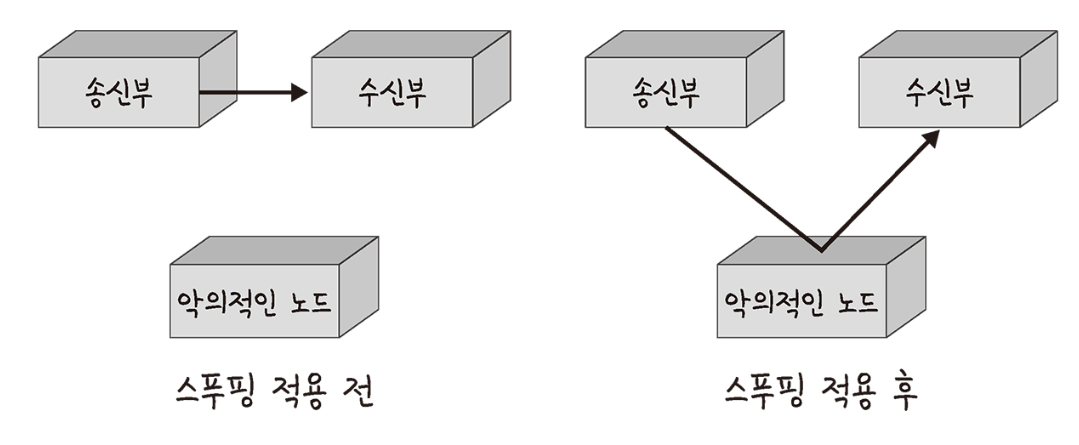 송신부
수신부
악의적인 노드
스푸핑 적용 전
송신부
수신부
악의적인 노드
스푸핑 적용 후